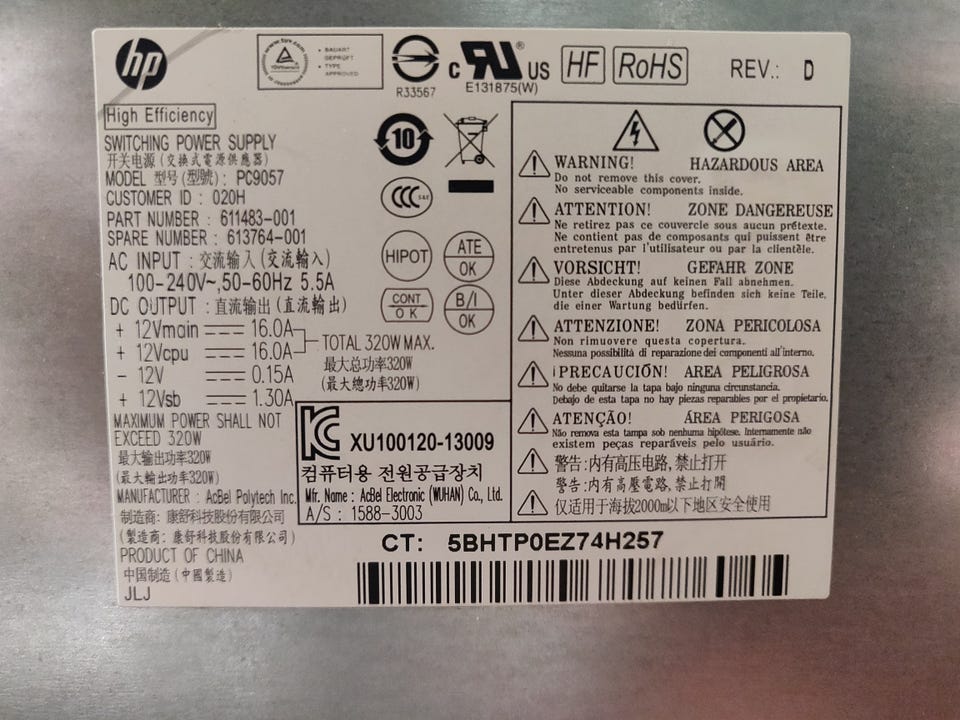 hp
www.tuv.com
TÜVRheinland
• BAUART
GEPRÜFT
• TYPE
APPROVED
R33567
c RU US
®
E131875(W)
HF
RoHS
REV.: D
High Efficiency
SWITCHING POWER SUPPLY
开关电源 (交換式電源供應器)
MODEL 型号(型號): PC9057
CUSTOMER ID : 020H
PART NUMBER : 611483-001
SPARE NUMBER : 613764-001
AC INPUT : 交流输入 (交流輸入)
100-240V~,50-60Hz 5.5A
DC OUTPUT : 直流输出 (直流輸出)
+ 12Vmain 16.0A
+ 12Vcpu 16.0A
TOTAL 320W MAX.
最大总功率320W
(最大總功率320W)
- 12V 0.15A
+ 12Vsb 1.30A
MAXIMUM POWER SHALL NOT
EXCEED 320W
最大输出功率320W
(最大輸出功率320W)
MANUFACTURER : AcBel Polytech Inc.
制造商: 康舒科技股份有限公司
(製造商: 康舒科技股份有限公司)
PRODUCT OF CHINA
中国制造 (中國製造)
JLJ
10
CCC S&E
HIPOT
ATE
OK
CONT
OK
B/I
OK
KC XU100120-13009
컴퓨터용 전원공급장치
Mfr. Name : AcBel Electronic (WUHAN) Co., Ltd.
A/S : 1588-3003
WARNING! HAZARDOUS AREA
Do not remove this cover.
No serviceable components inside.
ATTENTION! ZONE DANGEREUSE
Ne retirez pas ce couvercle sous aucun prétexte.
Ne contient pas de composants qui puissent être
entretenus par l'utilisateur ou par la clientèle.
VORSICHT! GEFAHR ZONE
Diese Abdeckung auf keinen Fall abnehmen.
Unter dieser Abdeckung befinden sich keine Teile,
die einer Wartung bedürfen.
ATTENZIONE! ZONA PERICOLOSA
Non rimuovere questa copertura.
Nessuna possibilità di riparazione dei componenti all'interno.
¡PRECAUCIÓN! AREA PELIGROSA
No debe quitarse la tapa bajo ninguna circunstancia.
Debajo de esta tapa no hay piezas reparables por el propietario.
ATENÇÃO! ÁREA PERIGOSA
Não remova esta tampa sob nenhuma hipótese. Internamente não
existem peças reparáveis pelo usuário.
警告:内有高压电路,禁止打开
警告:内有高壓電路,禁止打開
仅适用于海拔2000m以下地区安全使用
CT: 5BHTP0EZ74H257